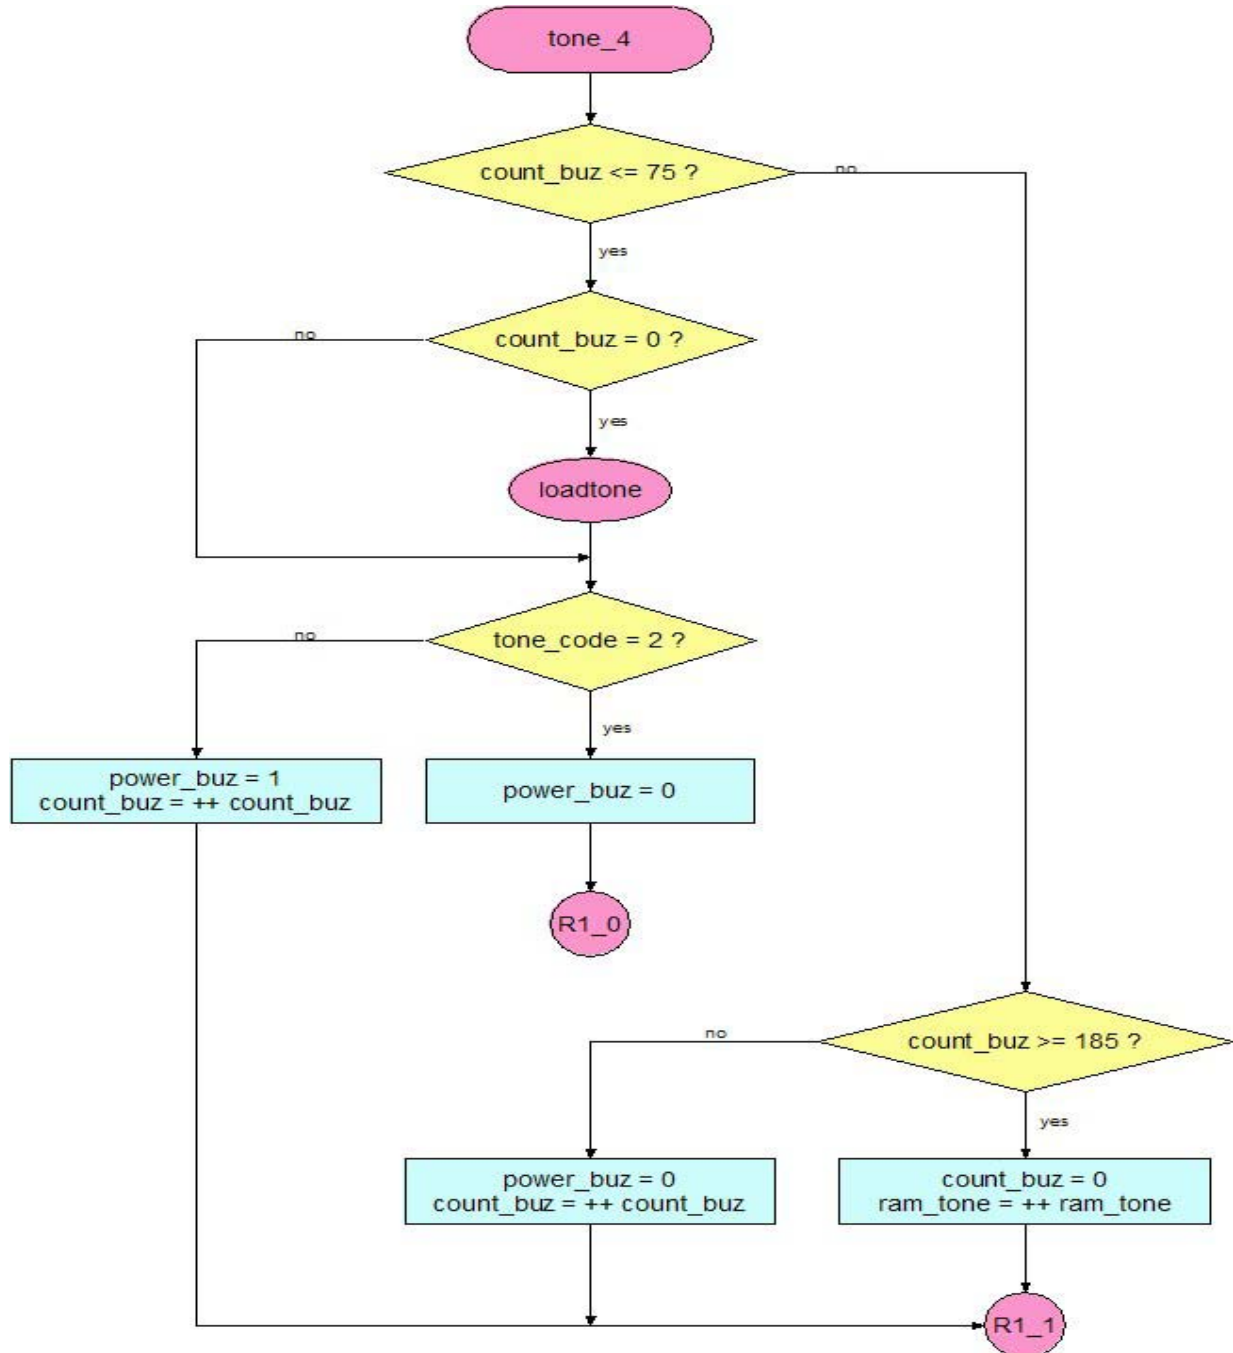 tone_4
count_buz <= 75 ?
no
yes
count_buz = 0 ?
no
yes
loadtone
tone_code = 2 ?
no
yes
power_buz = 1
count_buz = ++ count_buz
power_buz = 0
R1_0
count_buz >= 185 ?
no
yes
power_buz = 0
count_buz = ++ count_buz
count_buz = 0
ram_tone = ++ ram_tone
R1_1